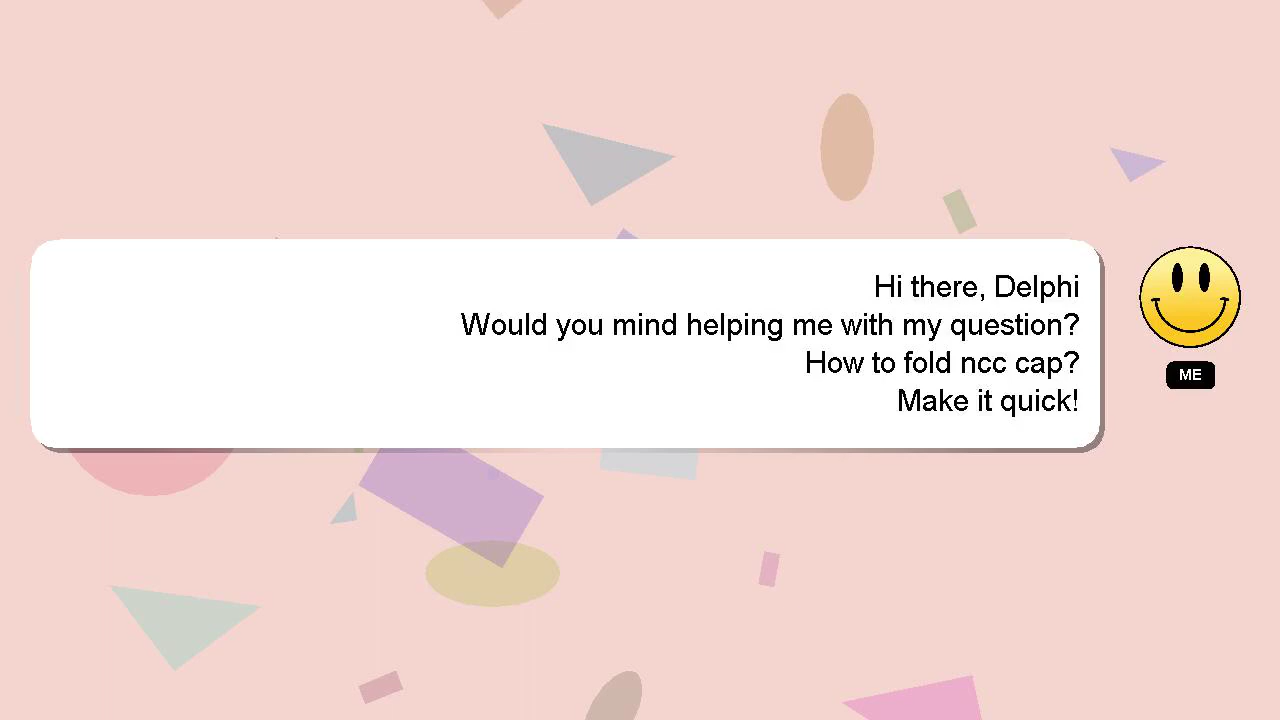 Hi there, Delphi
Would you mind helping me with my question?
How to fold ncc cap?
Make it quick!
ME